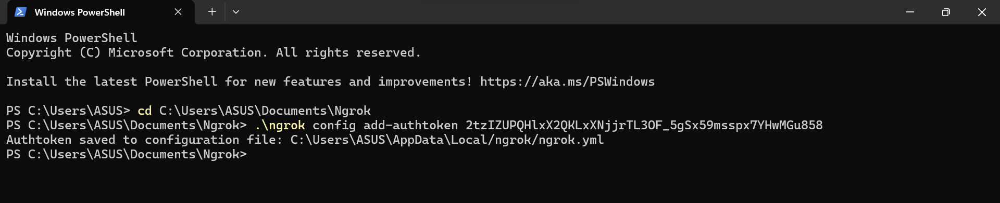 Windows PowerShell
Windows PowerShell
Copyright (C) Microsoft Corporation. All rights reserved.
Install the latest PowerShell for new features and improvements! https://aka.ms/PSWindows
PS C:\Users\ASUS> cd C:\Users\ASUS\Documents\Ngrok
PS C:\Users\ASUS\Documents\Ngrok> .\ngrok config add-authtoken 2tzIZUPQHlxX2QKLxXNjjrTL3OF_5gSx59msspx7YHwMGu858
Authtoken saved to configuration file: C:\Users\ASUS\AppData\Local/ngrok/ngrok.yml
PS C:\Users\ASUS\Documents\Ngrok>